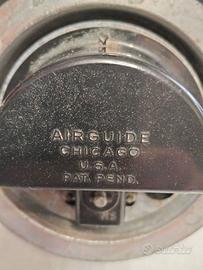 AIRGUIDE
CHICAGO
U.S.A.
PAT. PEND.